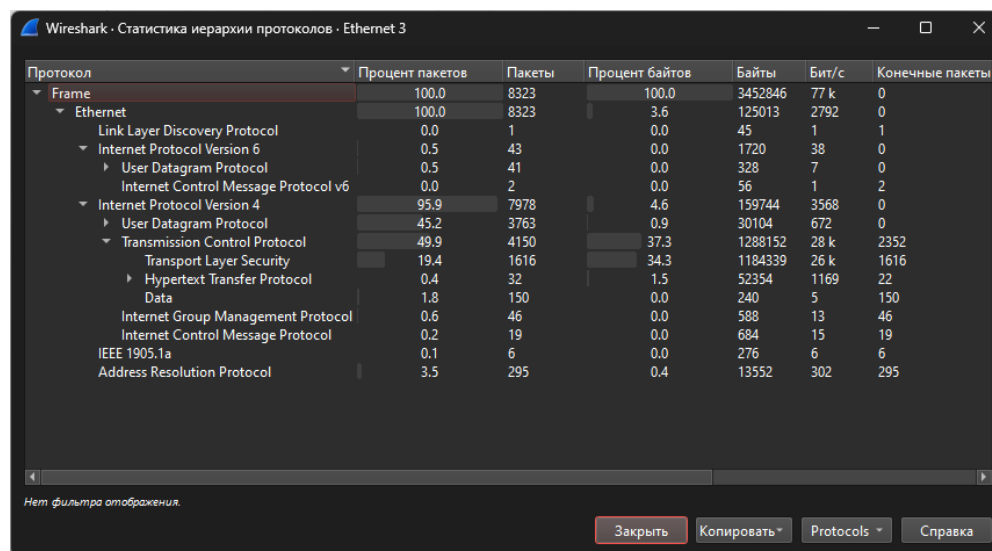 Wireshark · Статистика иерархии протоколов · Ethernet 3
Протокол Процент пакетов Пакеты Процент байтов Байты Бит/с Конечные пакеты
Frame 100.0 8323 100.0 3452846 77 k 0
Ethernet 100.0 8323 3.6 125013 2792 0
Link Layer Discovery Protocol 0.0 1 0.0 45 1 1
Internet Protocol Version 6 0.5 43 0.0 1720 38 0
User Datagram Protocol 0.5 41 0.0 328 7 0
Internet Control Message Protocol v6 0.0 2 0.0 56 1 2
Internet Protocol Version 4 95.9 7978 4.6 159744 3568 0
User Datagram Protocol 45.2 3763 0.9 30104 672 0
Transmission Control Protocol 49.9 4150 37.3 1288152 28 k 2352
Transport Layer Security 19.4 1616 34.3 1184339 26 k 1616
Hypertext Transfer Protocol 0.4 32 1.5 52354 1169 22
Data 1.8 150 0.0 240 5 150
Internet Group Management Protocol 0.6 46 0.0 588 13 46
Internet Control Message Protocol 0.2 19 0.0 684 15 19
IEEE 1905.1a 0.1 6 0.0 276 6 6
Address Resolution Protocol 3.5 295 0.4 13552 302 295
Нет фильтра отображения.
Закрыть Копировать Protocols Справка